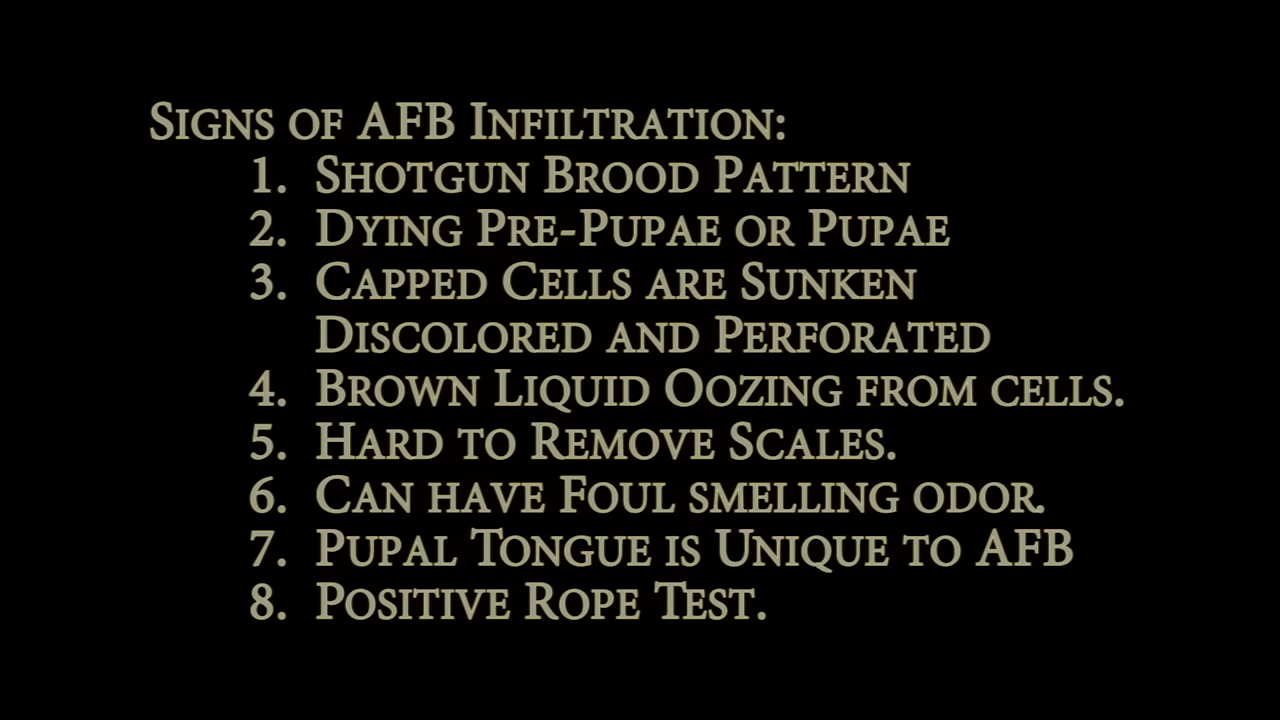 Signs of AFB Infiltration:
1. Shotgun Brood Pattern
2. Dying Pre-Pupae or Pupae
3. Capped Cells are Sunken
Discolored and Perforated
4. Brown Liquid Oozing from cells.
5. Hard to Remove Scales.
6. Can have Foul smelling odor.
7. Pupal Tongue is Unique to AFB
8. Positive Rope Test.